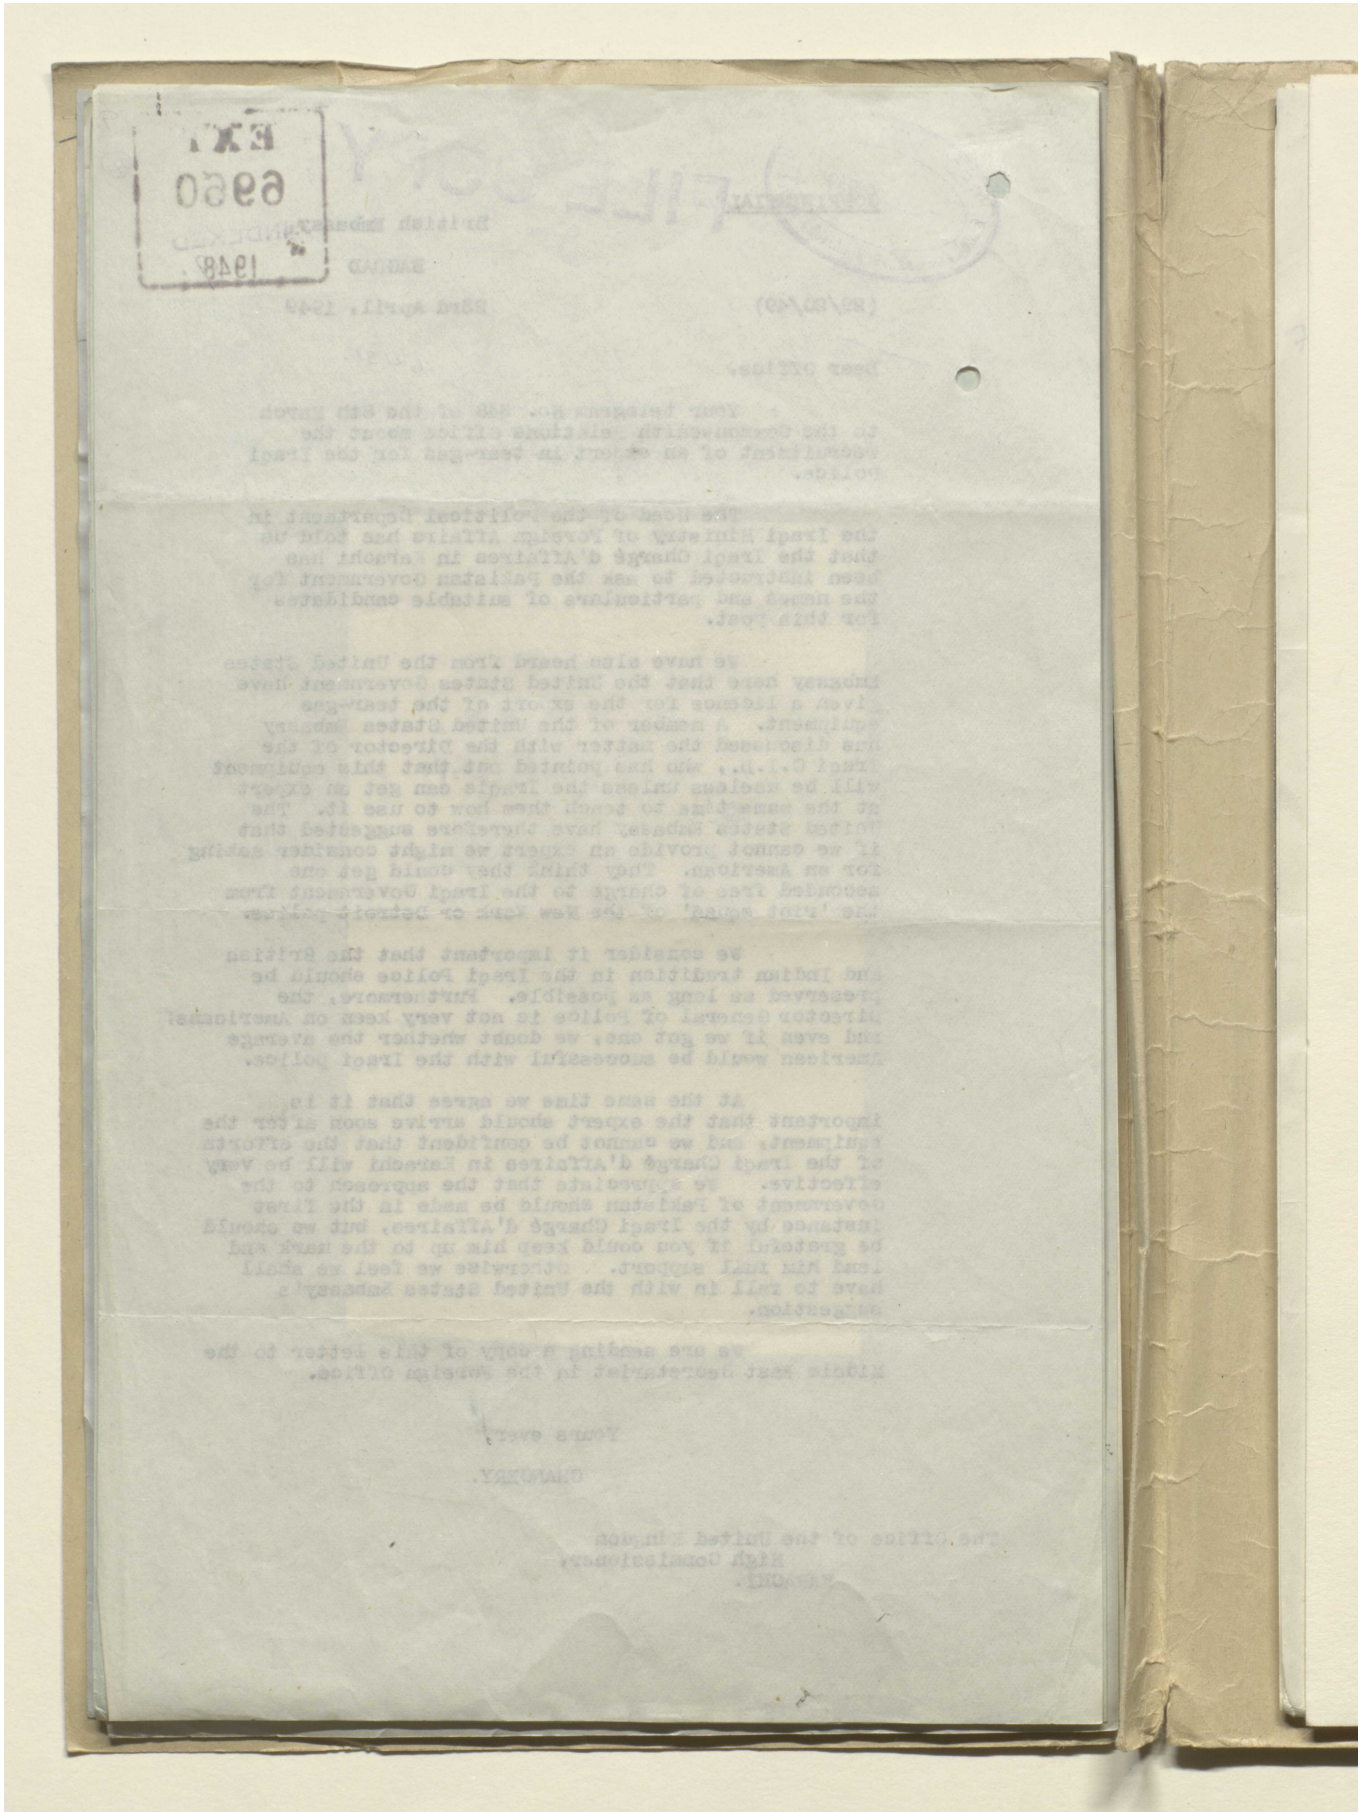 FILE COPY
EXT
6960
INDEXED
1948
CONFIDENTIAL
British Embassy,
BAGDAD
(29/20/49)
23rd April, 1949
Dear Office,
Your telegram No. 348 of the 8th March
to the Commonwealth Relations Office about the
recruitment of an expert in tear-gas for the Iraqi
Police.
The Head of the Political Department in
the Iraqi Ministry of Foreign Affairs has told us
that the Iraqi Chargé d'Affaires in Karachi has
been instructed to ask the Pakistan Government for
the names and particulars of suitable candidates
for this post.
We have also heard from the United States
Embassy here that the United States Government have
given a licence for the export of the tear-gas
equipment. A member of the United States Embassy
has discussed the matter with the Director of the
Iraqi C.I.D., who has pointed out that this equipment
will be useless unless the Iraqis can get an expert
at the same time to teach them how to use it. The
United States Embassy have therefore suggested that
if we cannot provide an expert we might consider asking
for an American. They think they could get one
seconded free of charge to the Iraqi Government from
the 'riot squad' of the New York or Detroit police.
We consider it important that the British
and Indian tradition in the Iraqi Police should be
preserved as long as possible. Furthermore, the
Director General of Police is not very keen on Americans;
and even if we got one, we doubt whether the average
American would be successful with the Iraqi police.
At the same time we agree that it is
important that the expert should arrive soon after the
equipment, and we cannot be confident that the efforts
of the Iraqi Chargé d'Affaires in Karachi will be very
effective. We appreciate that the approach to the
Government of Pakistan should be made in the first
instance by the Iraqi Chargé d'Affaires, but we should
be grateful if you could keep him up to the mark and
lend him full support. Otherwise we feel we shall
have to fall in with the United States Embassy's
suggestion.
We are sending a copy of this letter to the
Middle East Secretariat in the Foreign Office.
Yours ever,
CHANCERY.
The Office of the United Kingdom
High Commissioner,
KARACHI.